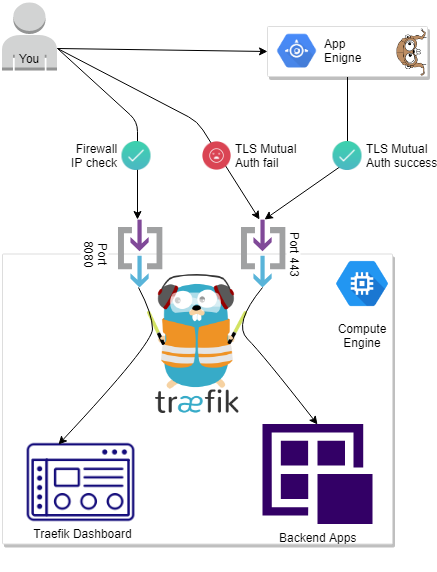 You
App
Enigne
Firewall
IP check
TLS Mutual
Auth fail
TLS Mutual
Auth success
Port
8080
Port 443
Compute
Engine
træfik
Traefik Dashboard
Backend Apps